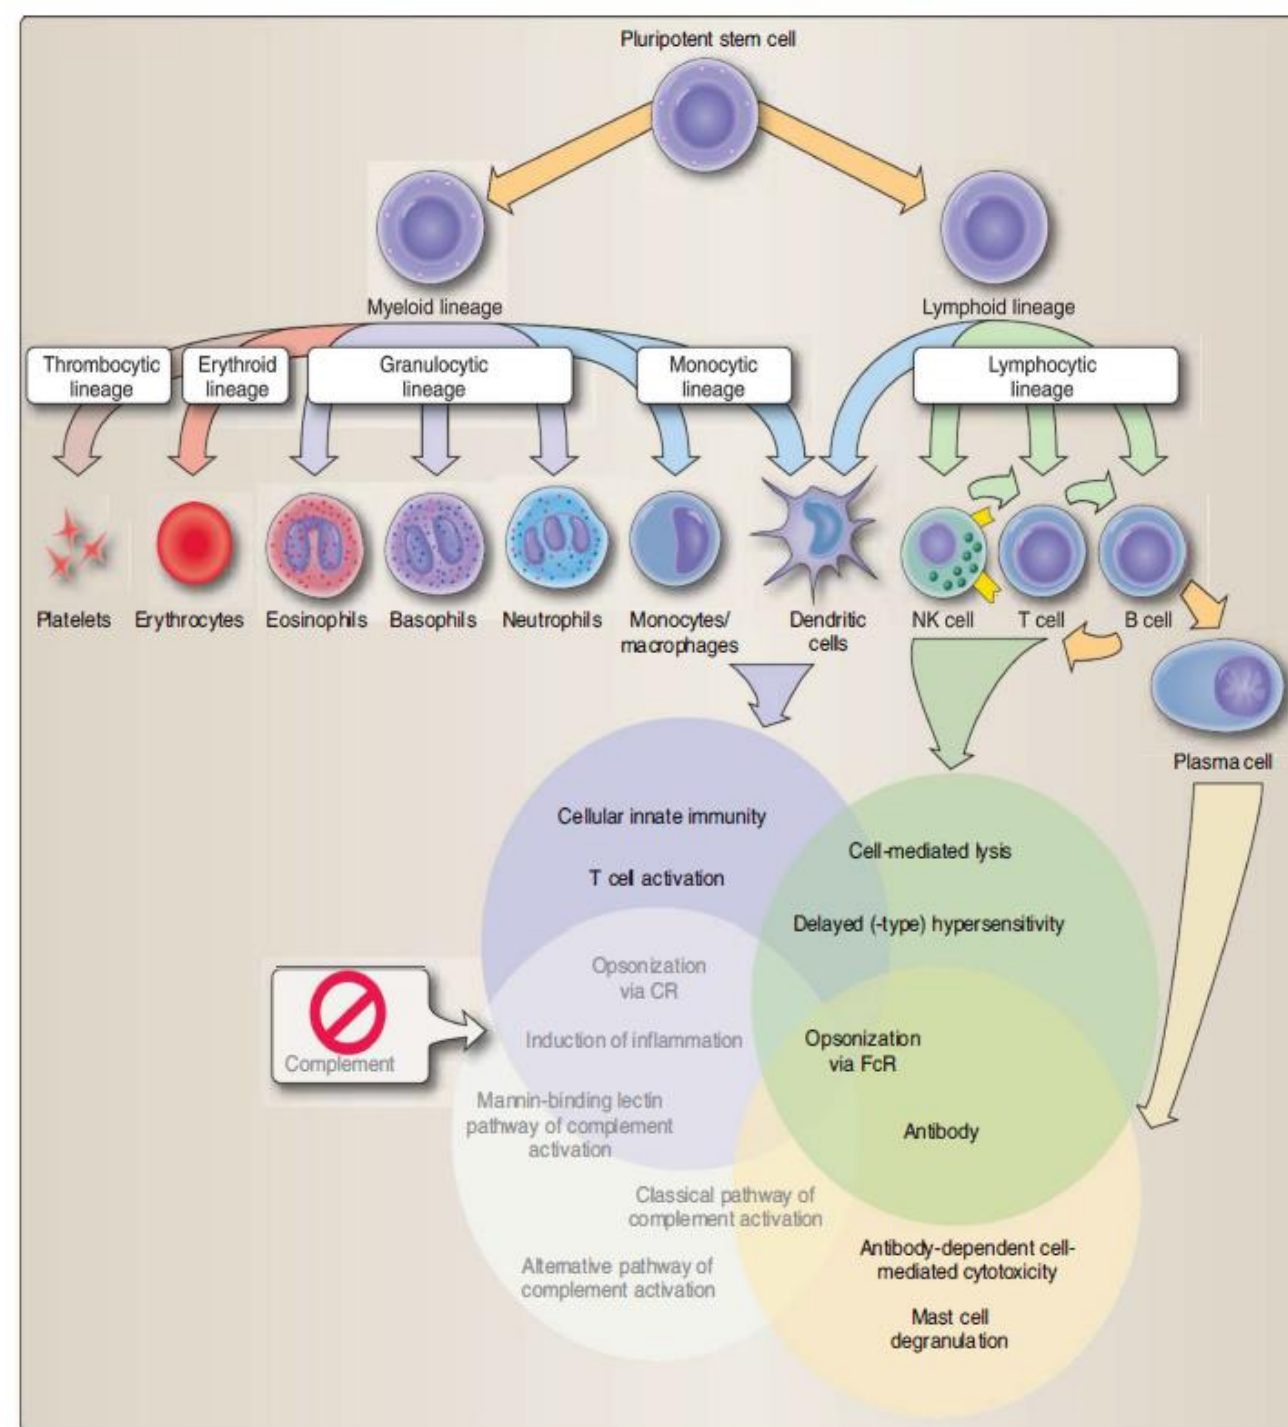 Pluripotent stem cell
Myeloid lineage
Lymphoid lineage
Thrombocytic
lineage
Erythroid
lineage
Granulocytic
lineage
Monocytic
lineage
Lymphocytic
lineage
Platelets
Erythrocytes
Eosinophils
Basophils
Neutrophils
Monocytes/
macrophages
Dendritic
cells
NK cell
T cell
B cell
Plasma cell
Cellular innate immunity
T cell activation
Cell-mediated lysis
Delayed (-type) hypersensitivity
Opsonization
via CR
Induction of inflammation
Complement
Opsonization
via FcR
Mannin-binding lectin
pathway of complement
activation
Antibody
Classical pathway of
complement activation
Alternative pathway of
complement activation
Antibody-dependent cell-
mediated cytotoxicity
Mast cell
degranulation